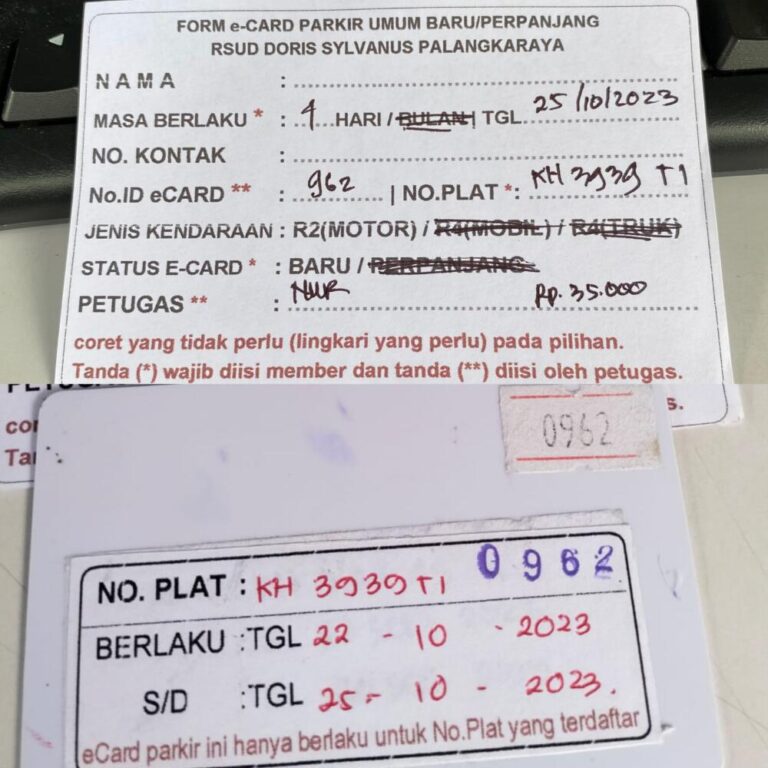 FORM e-CARD PARKIR UMUM BARU/PERPANJANG
RSUD DORIS SYLVANUS PALANGKARAYA
N A M A :
MASA BERLAKU * : 1 HARI / BULAN | TGL. 25/10/2023
NO. KONTAK :
No.ID eCARD ** : 962 | NO.PLAT *: KH 3939 TI
JENIS KENDARAAN : R2(MOTOR) / R4(MOBIL) / R4(TRUK)
STATUS E-CARD * : BARU / PERPANJANG
PETUGAS ** : NUR Rp. 35.000
coret yang tidak perlu (lingkari yang perlu) pada pilihan.
Tanda (*) wajib diisi member dan tanda (**) diisi oleh petugas.
s.
cor
Ta
0962
NO. PLAT : KH 3939 TI 0962
BERLAKU :TGL 22 - 10 - 2023
S/D :TGL 25 - 10 - 2023.
eCard parkir ini hanya berlaku untuk No.Plat yang terdaftar